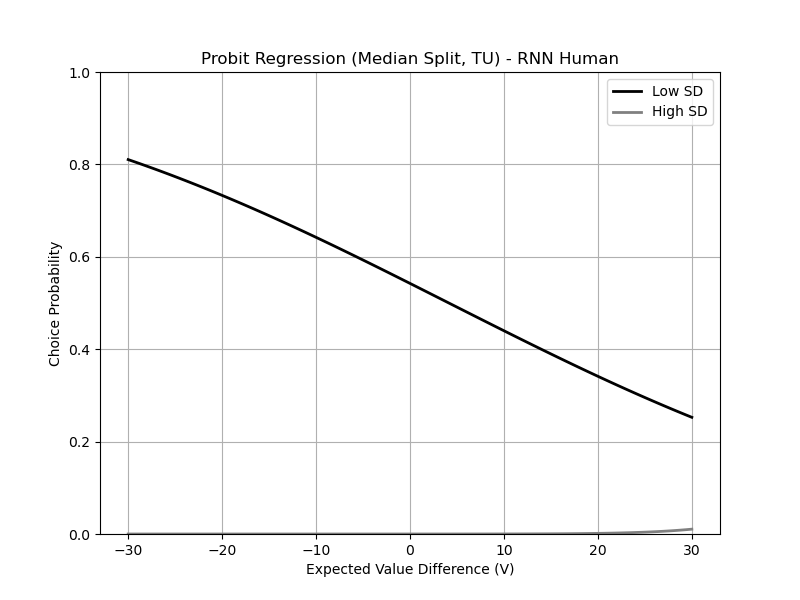 Probit Regression (Median Split, TU) - RNN Human
1.0
Low SD
High SD
0.8
0.6
0.4
0.2
0.0
Choice Probability
−30
−20
−10
0
10
20
30
Expected Value Difference (V)